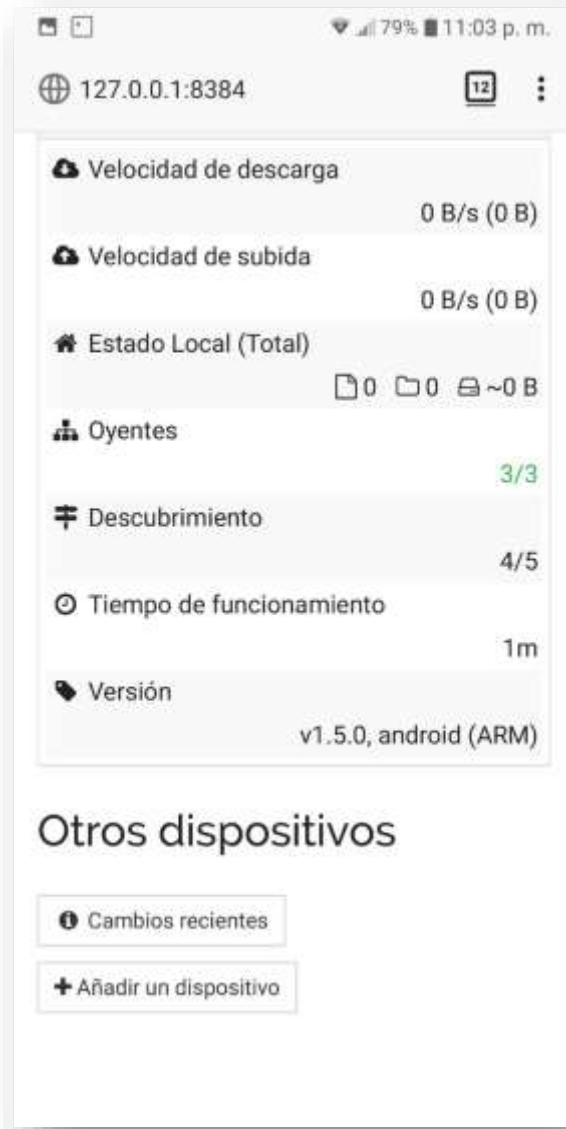 79% 11:03 p. m.
127.0.0.1:8384
12
Velocidad de descarga
0 B/s (0 B)
Velocidad de subida
0 B/s (0 B)
Estado Local (Total)
0 0 ~0 B
Oyentes
3/3
Descubrimiento
4/5
Tiempo de funcionamiento
1m
Versión
v1.5.0, android (ARM)
Otros dispositivos
Cambios recientes
Añadir un dispositivo